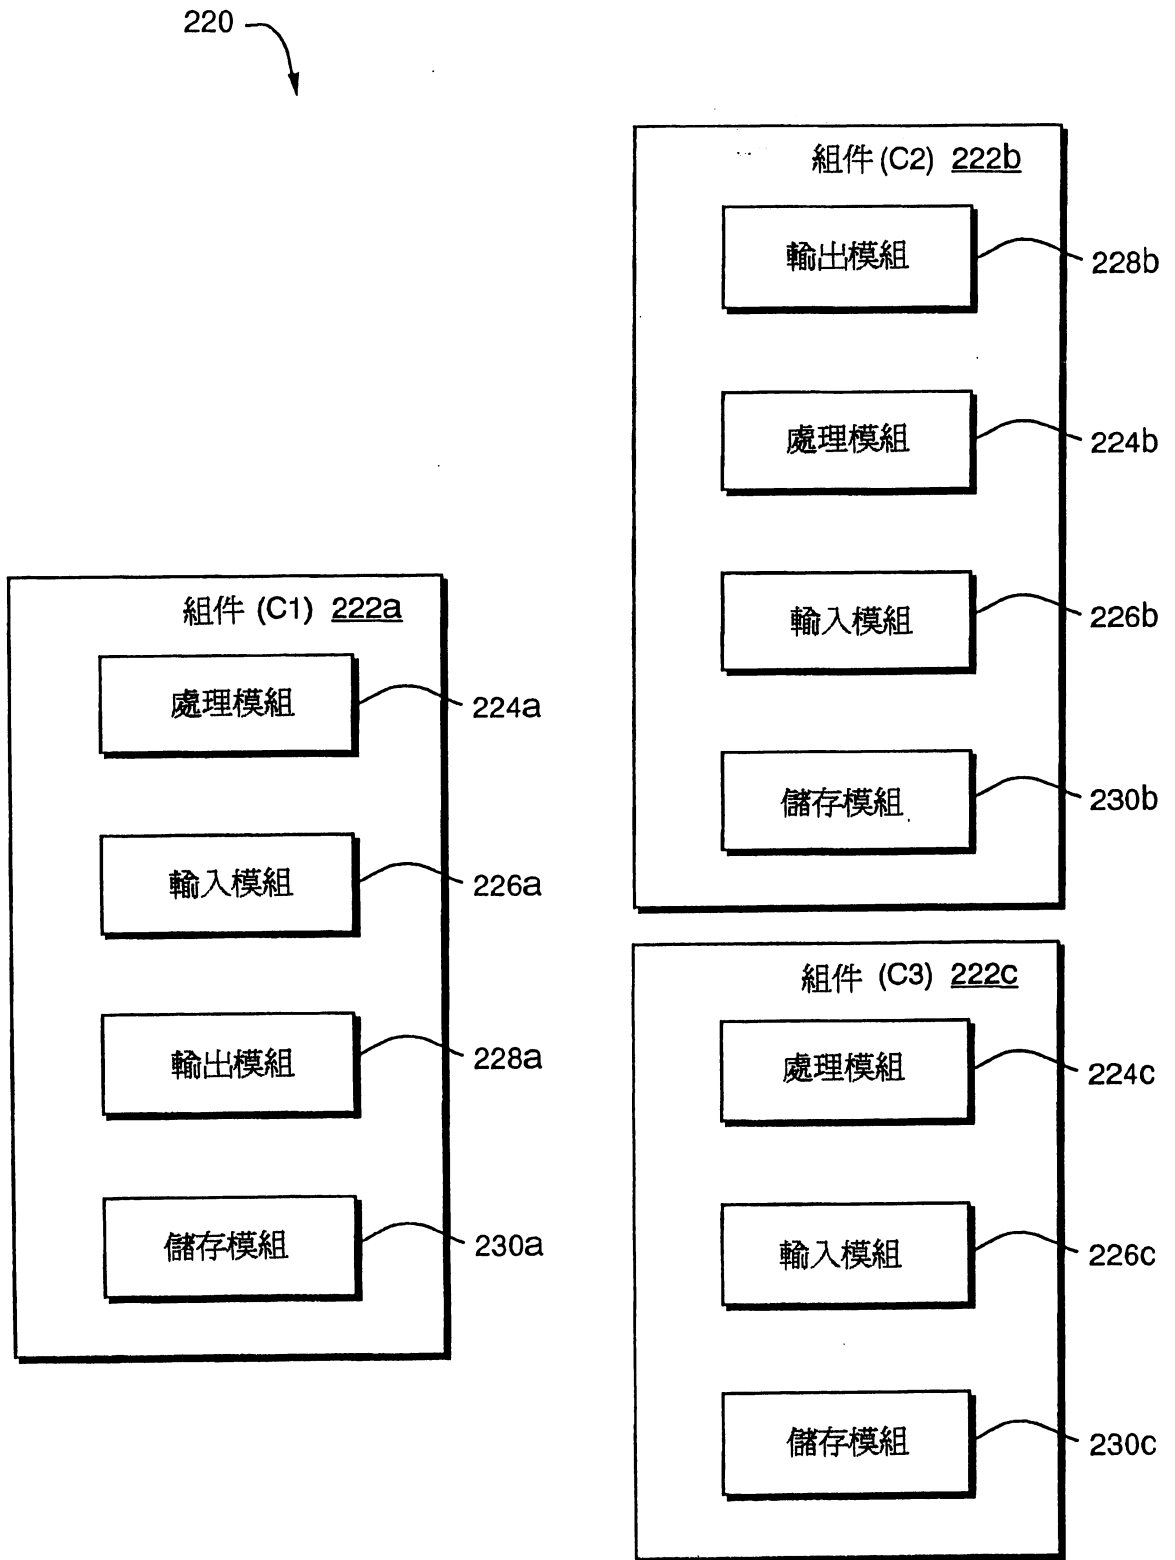 220
組件 (C2) 222b
輸出模組
228b
處理模組
224b
輸入模組
226b
儲存模組
230b
組件 (C1) 222a
處理模組
224a
輸入模組
226a
輸出模組
228a
儲存模組
230a
組件 (C3) 222c
處理模組
224c
輸入模組
226c
儲存模組
230c